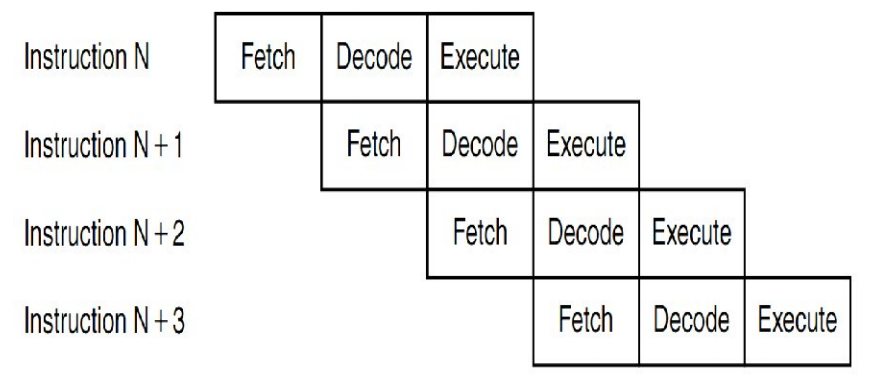 Instruction N Fetch Decode Execute
Instruction N+1 Fetch Decode Execute
Instruction N+2 Fetch Decode Execute
Instruction N+3 Fetch Decode Execute